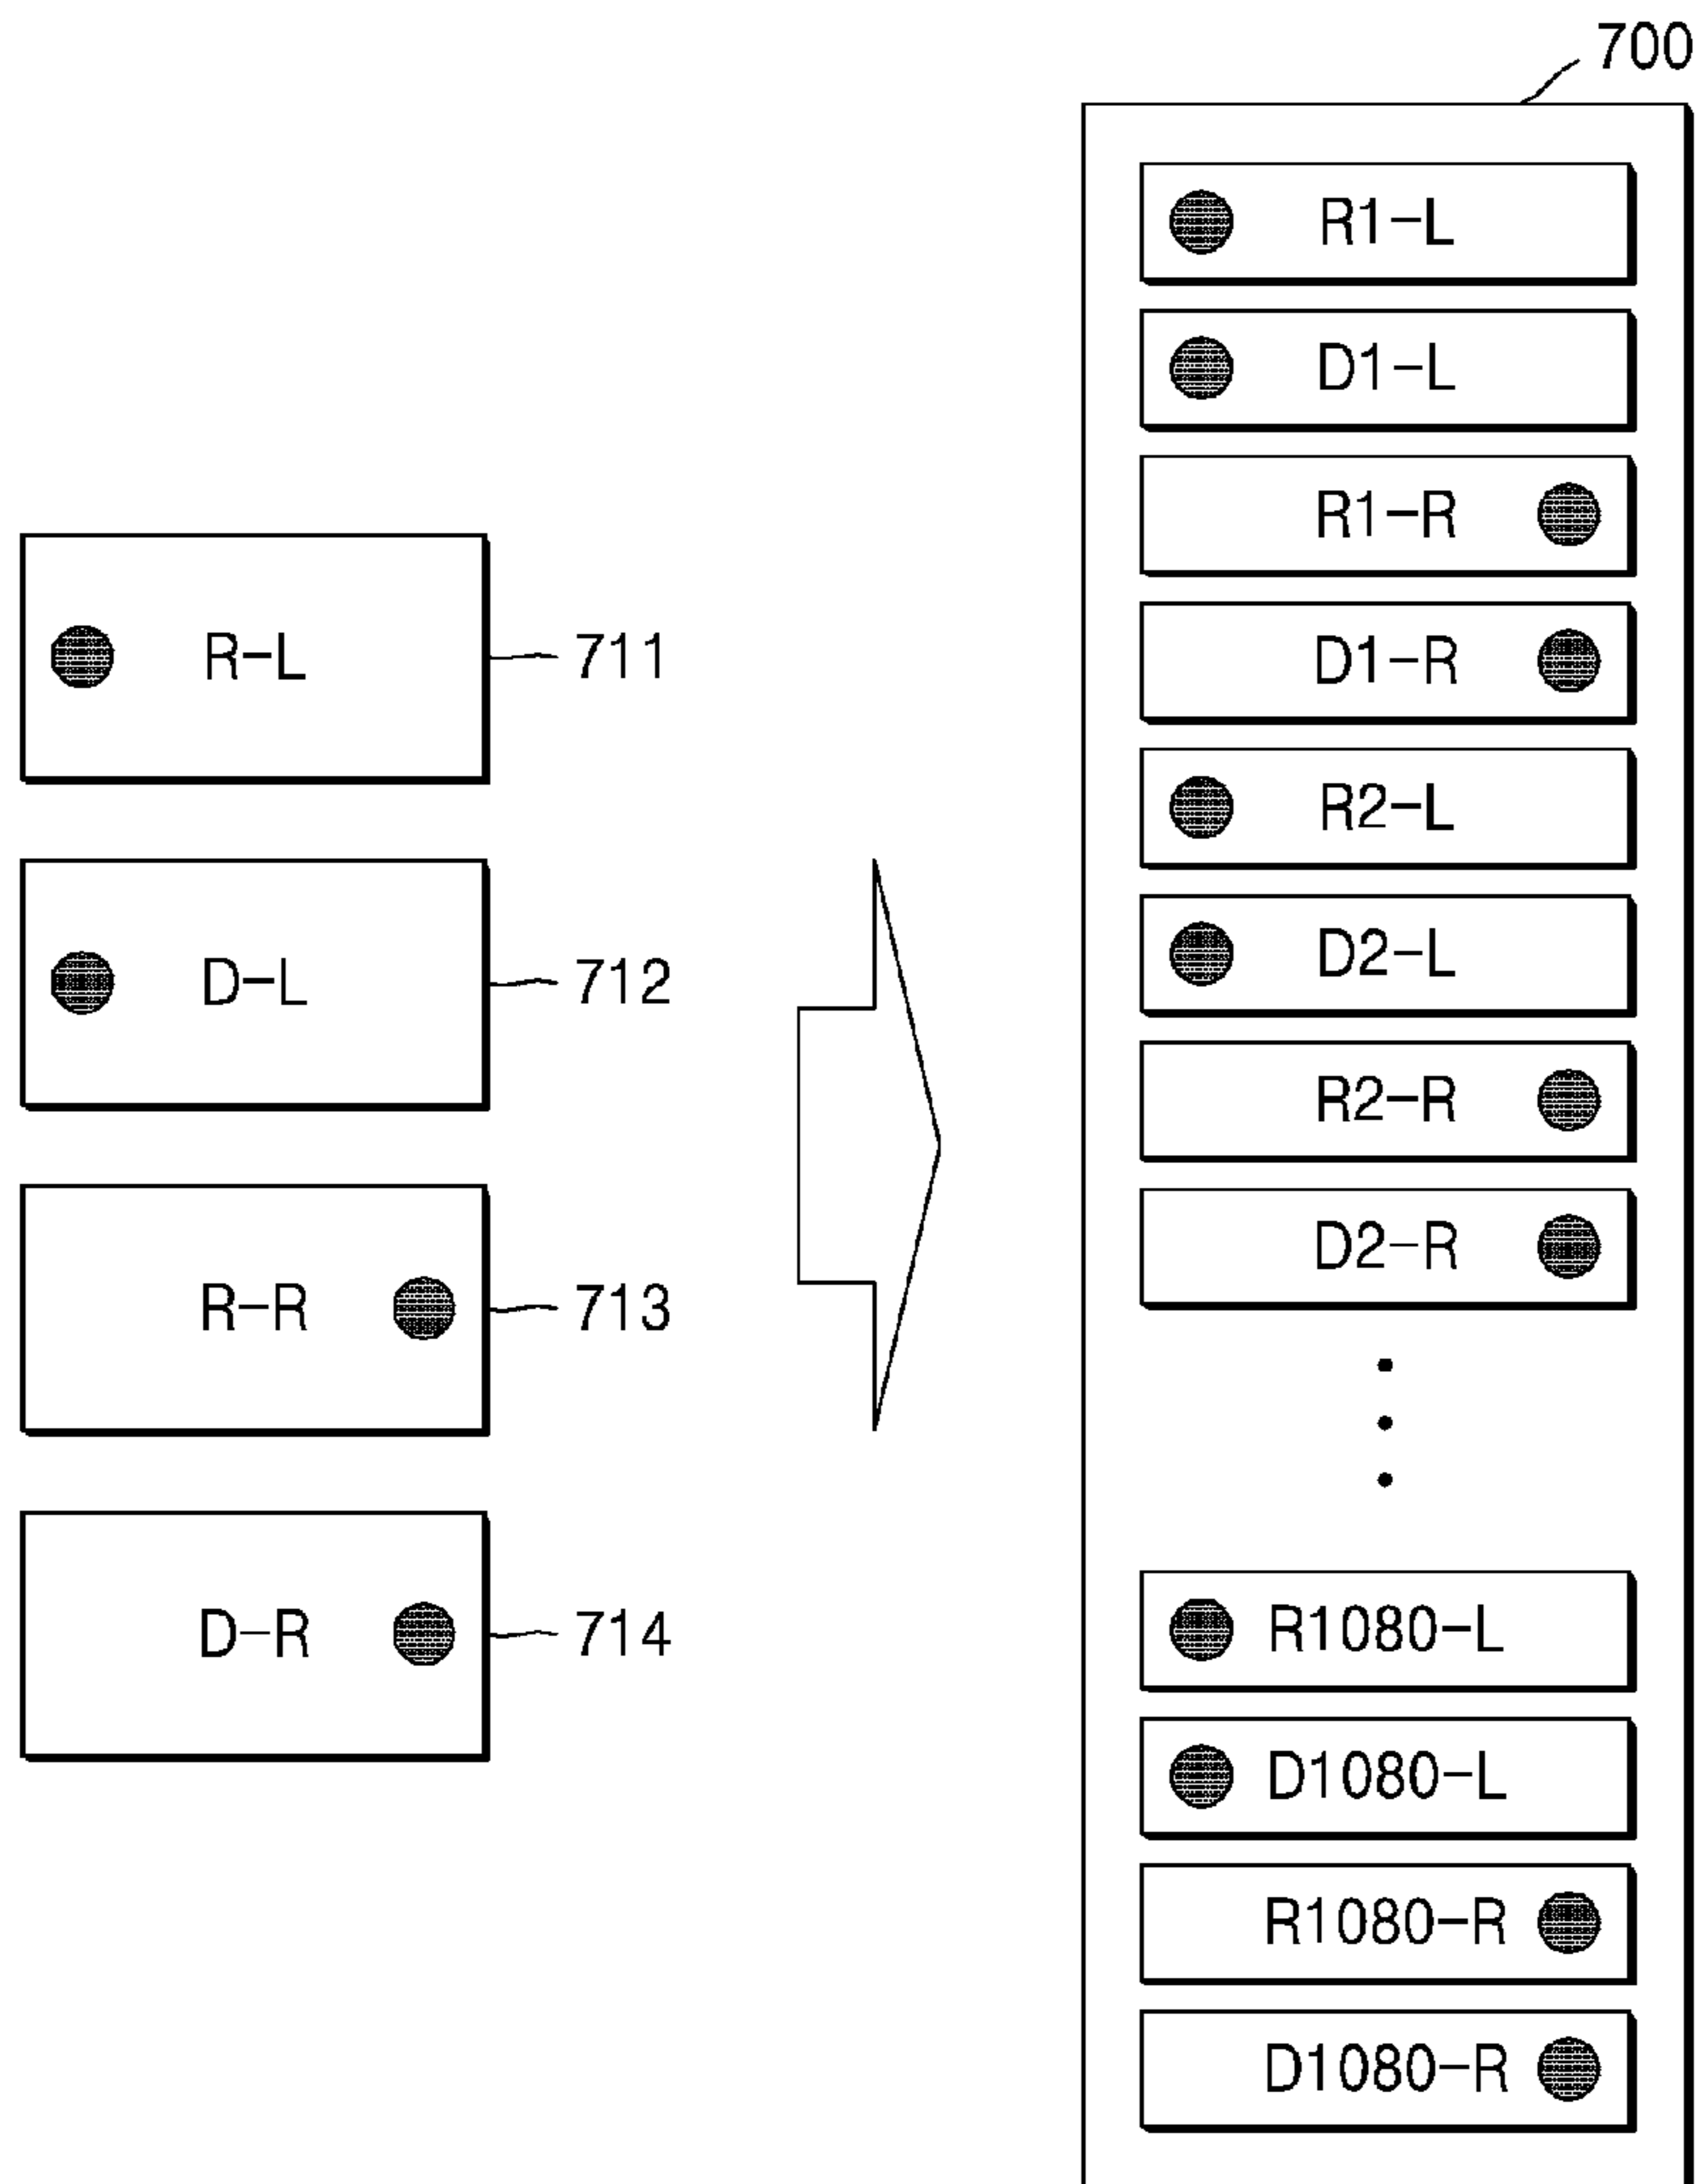 700
R1-L
D1-L
R1-R
D1-R
R2-L
D2-L
R2-R
D2-R
R1080-L
D1080-L
R1080-R
D1080-R
R-L 711
D-L 712
R-R 713
D-R 714